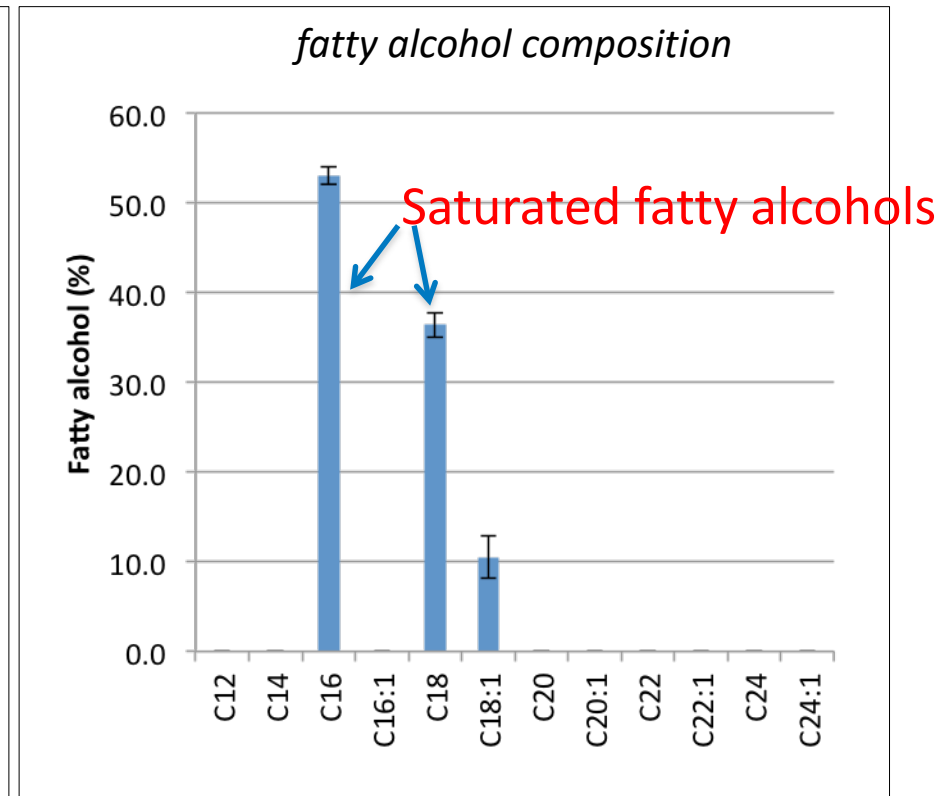 fatty alcohol composition
60.0
50.0
40.0
30.0
20.0
10.0
0.0
Fatty alcohol (%)
Saturated fatty alcohols
C12
C14
C16
C16:1
C18
C18:1
C20
C20:1
C22
C22:1
C24
C24:1